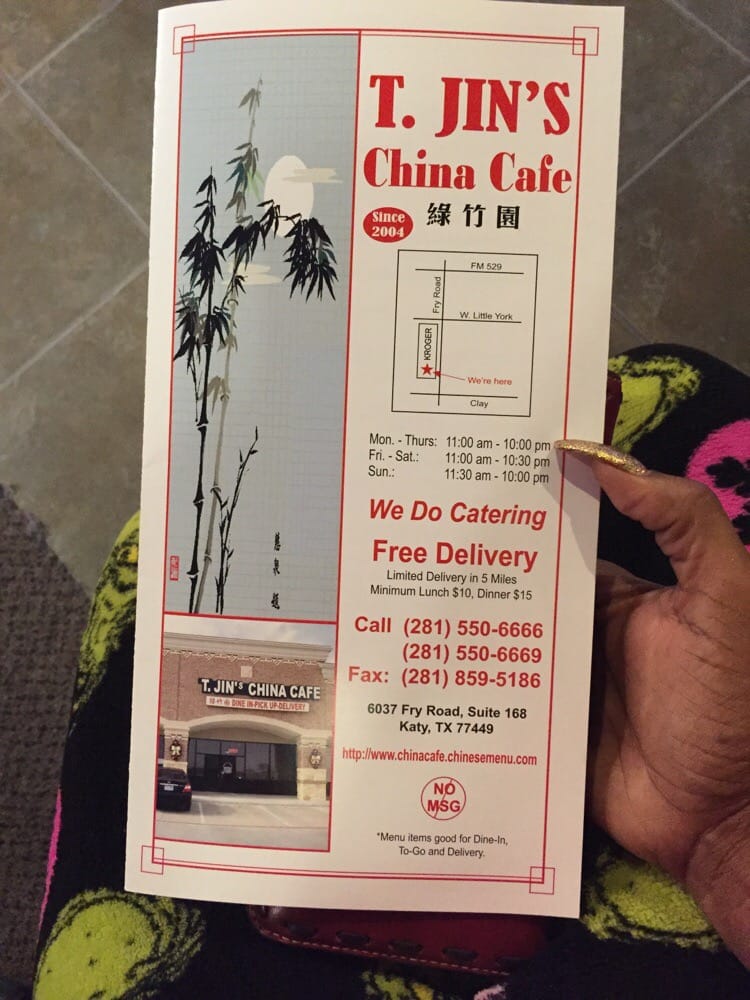 T. JIN'S
China Cafe
Since
2004
綠竹園
FM 529
Fry Road
W. Little York
KROGER
We're here
Clay
Mon. - Thurs: 11:00 am - 10:00 pm
Fri. - Sat.: 11:00 am - 10:30 pm
Sun.: 11:30 am - 10:00 pm
We Do Catering
Free Delivery
Limited Delivery in 5 Miles
Minimum Lunch $10, Dinner $15
Call (281) 550-6666
(281) 550-6669
Fax: (281) 859-5186
6037 Fry Road, Suite 168
Katy, TX 77449
http://www.chinacafe.chinesemenu.com
NO
MSG
*Menu items good for Dine-In,
To-Go and Delivery.
T. JIN'S CHINA CAFE
綠竹園 DINE IN-PICK UP-DELIVERY